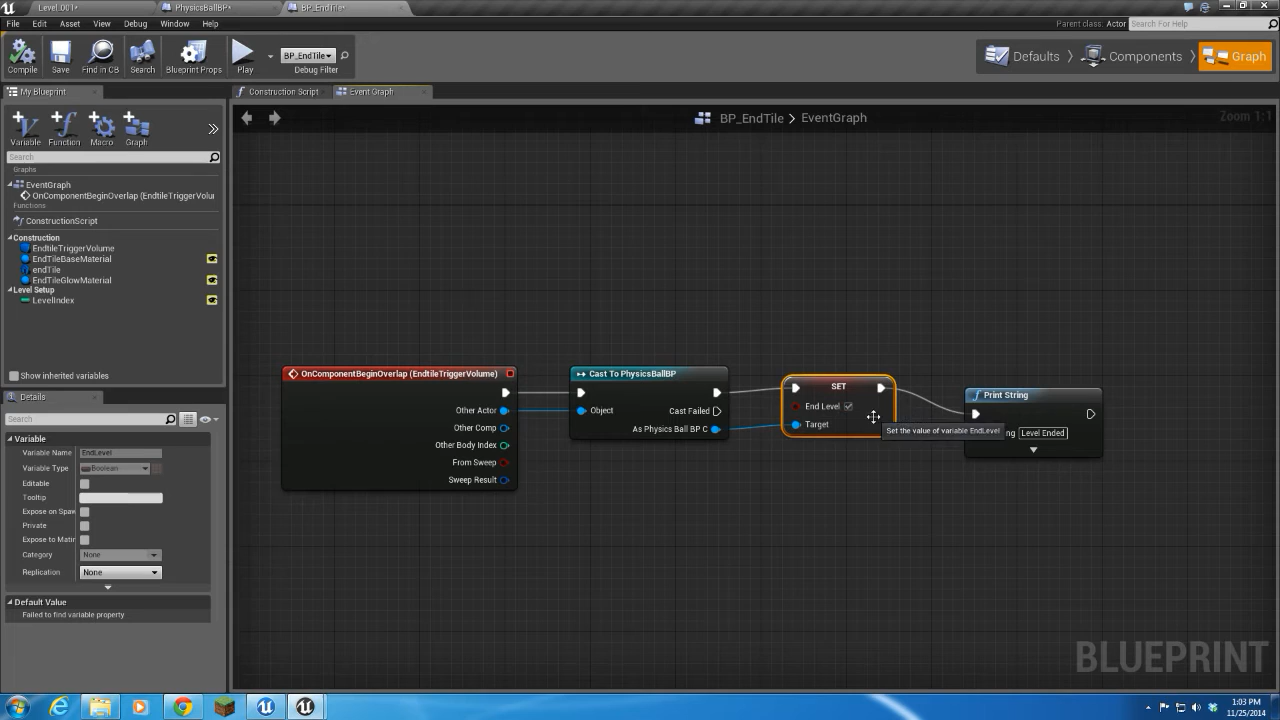 Level.001*
PhysicsBallBP*
BP_EndTile*
File Edit Asset View Debug Window Help
Parent class: Actor
Search For Help
Compile
Save
Find in CB
Search
Blueprint Props
Play
BP_EndTile
Debug Filter
Defaults
Components
Graph
My Blueprint
Variable
Function
Macro
Graph
Search
Graphs
EventGraph
OnComponentBeginOverlap (EndtileTriggerVolu
Functions
ConstructionScript
Construction
EndtileTriggerVolume
EndTileBaseMaterial
endTile
EndTileGlowMaterial
Level Setup
LevelIndex
Show inherited variables
Details
Search
Variable
Variable Name EndLevel
Variable Type Boolean
Editable
Tooltip
Expose on Spaw
Private
Expose to Matin
Category None
Replication None
Default Value
Failed to find variable property
Construction Script
Event Graph
BP_EndTile > EventGraph
Zoom 1:1
OnComponentBeginOverlap (EndtileTriggerVolume)
Other Actor
Other Comp
Other Body Index
From Sweep
Sweep Result
Cast To PhysicsBallBP
Object
Cast Failed
As Physics Ball BP C
SET
End Level
Target
Set the value of variable EndLevel
Print String
ng Level Ended
BLUEPRINT
1:03 PM
11/25/2014